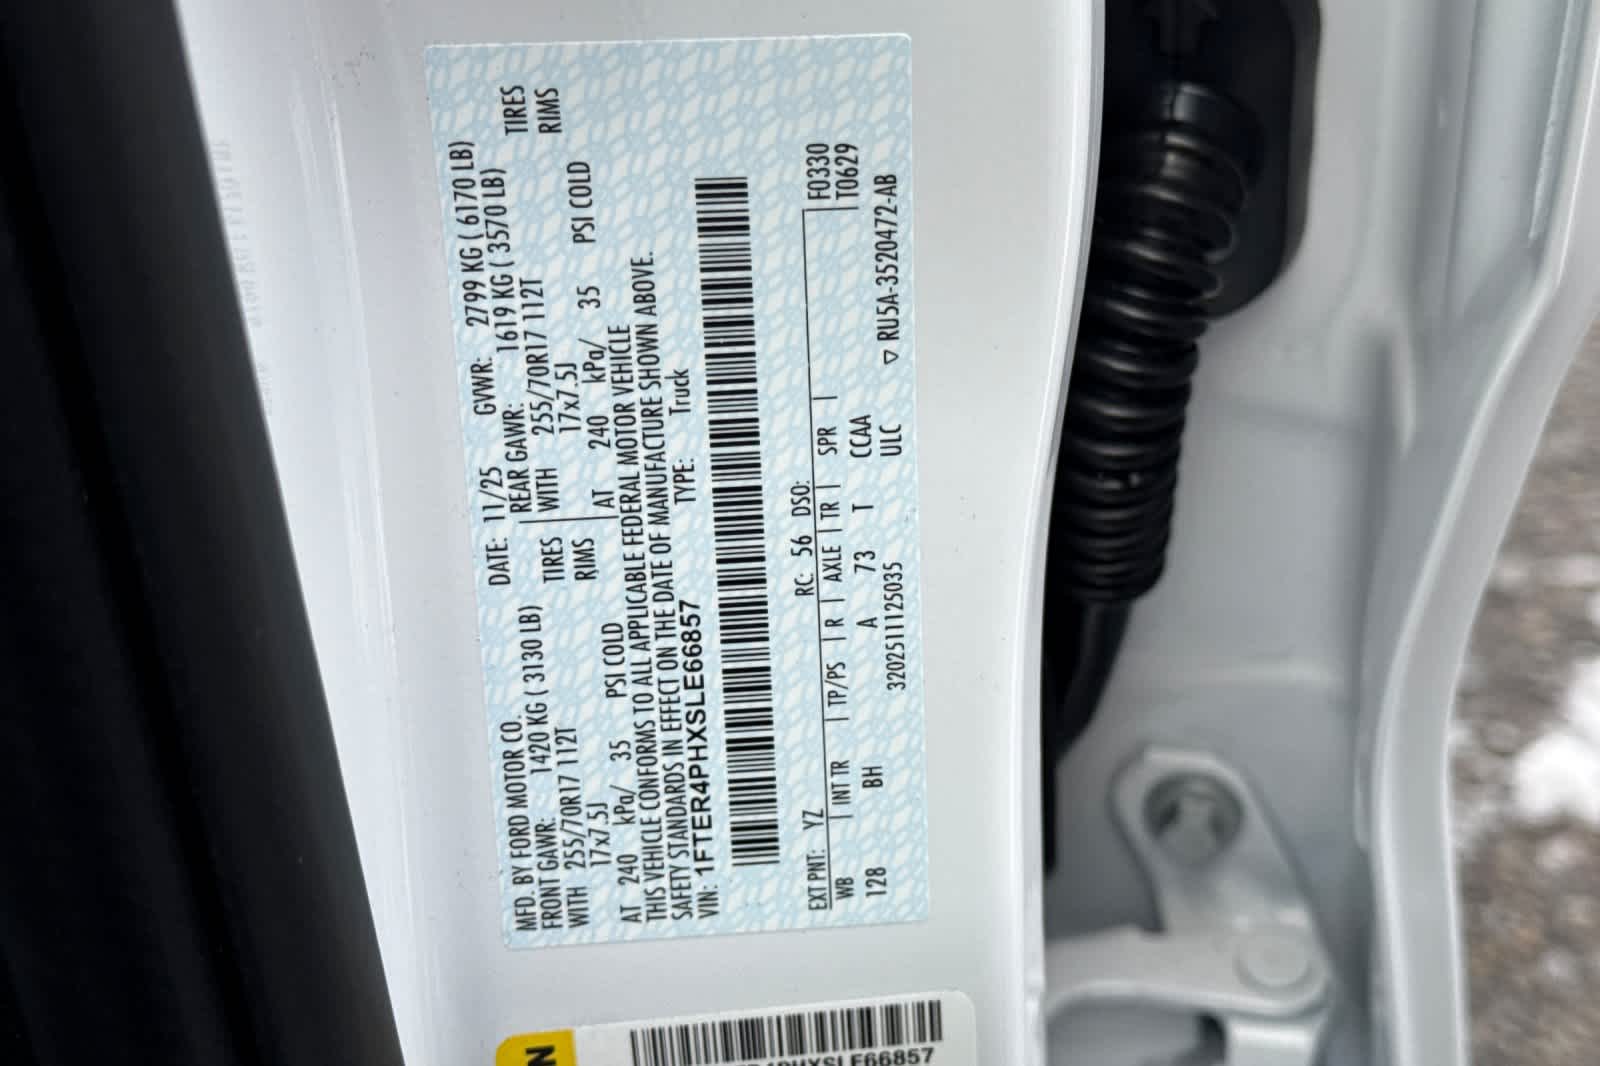 MFD. BY FORD MOTOR CO. DATE: 11/25 GVWR: 2799 KG ( 6170 LB)
FRONT GAWR: 1420 KG ( 3130 LB) REAR GAWR: 1619 KG ( 3570 LB)
WITH 255/70R17 112T TIRES WITH 255/70R17 112T TIRES
17x7.5J RIMS 17x7.5J RIMS
AT 240 kPa/ 35 PSI COLD AT 240 kPa/ 35 PSI COLD
THIS VEHICLE CONFORMS TO ALL APPLICABLE FEDERAL MOTOR VEHICLE
SAFETY STANDARDS IN EFFECT ON THE DATE OF MANUFACTURE SHOWN ABOVE.
VIN: 1FTER4PHXSLE66857 TYPE: Truck
EXT PNT: YZ RC: 56 DSO: F0330
WB | INT TR | TP/PS | R | AXLE | TR | SPR | T0629
128 BH A 73 T CCAA
320251125035 ULC ▽ RU5A-3520472-AB
N
HXSLE66857